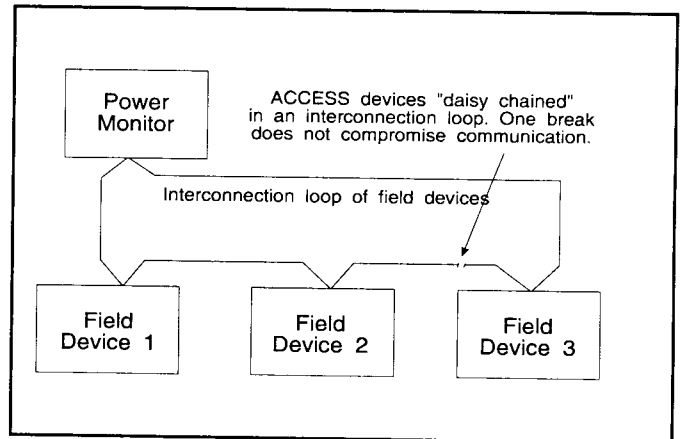 Power
Monitor
ACCESS devices "daisy chained"
in an interconnection loop. One break
does not compromise communication.
Interconnection loop of field devices
Field
Device 1
Field
Device 2
Field
Device 3